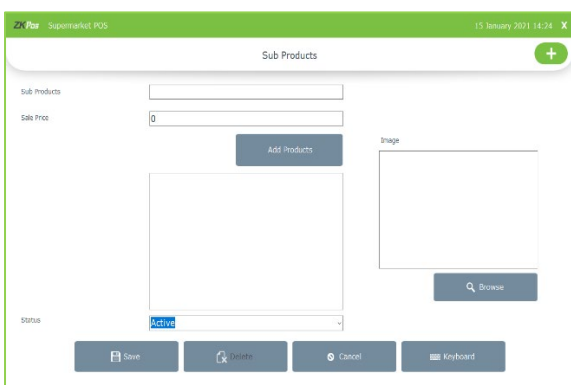 ZKPos Supermarket POS 15 January 2021 14:24 X
Sub Products +
Sub Products
Sale Price 0
Add Products
Image
Browse
Status Active
Save Delete Cancel Keyboard